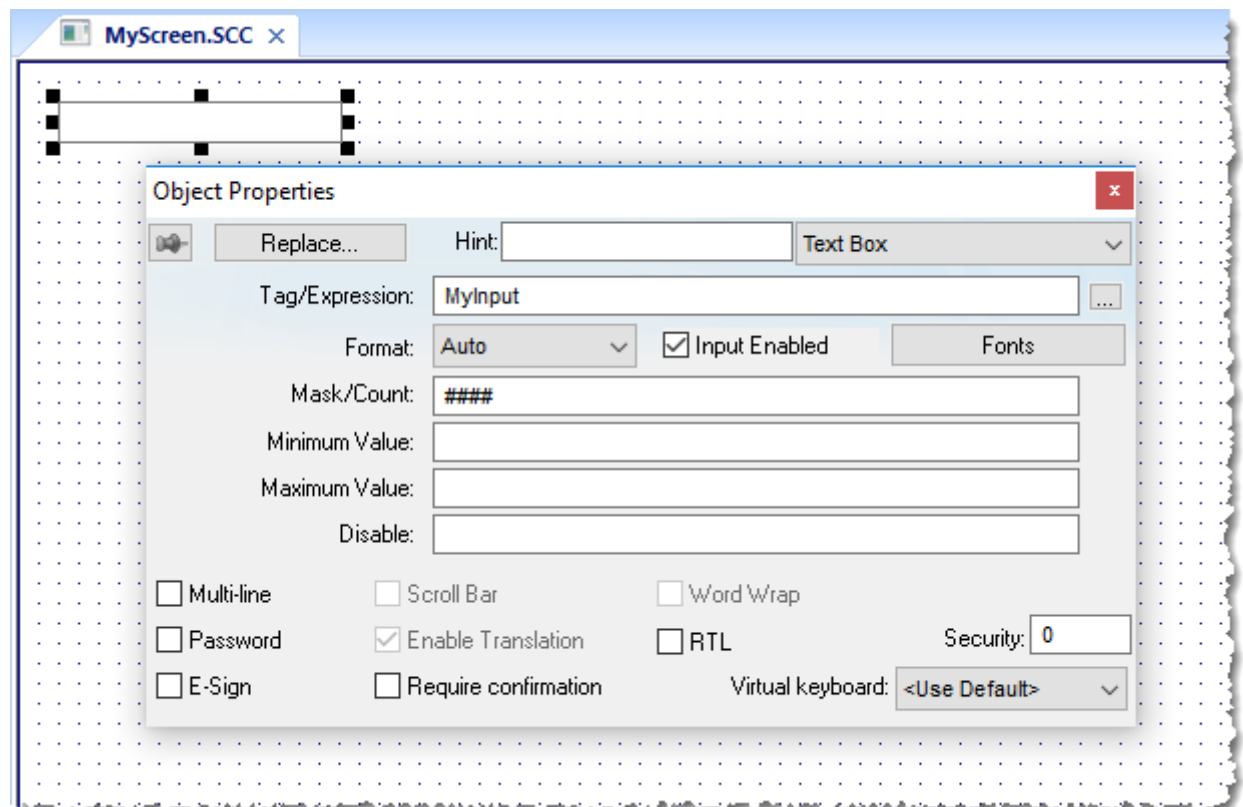 MyScreen.SCC
Object Properties
Replace... Hint: Text Box
Tag/Expression: MyInput ...
Format: Auto Input Enabled Fonts
Mask/Count: ####
Minimum Value:
Maximum Value:
Disable:
Multi-line Scroll Bar Word Wrap
Password Enable Translation RTL Security: 0
E-Sign Require confirmation Virtual keyboard: <Use Default>